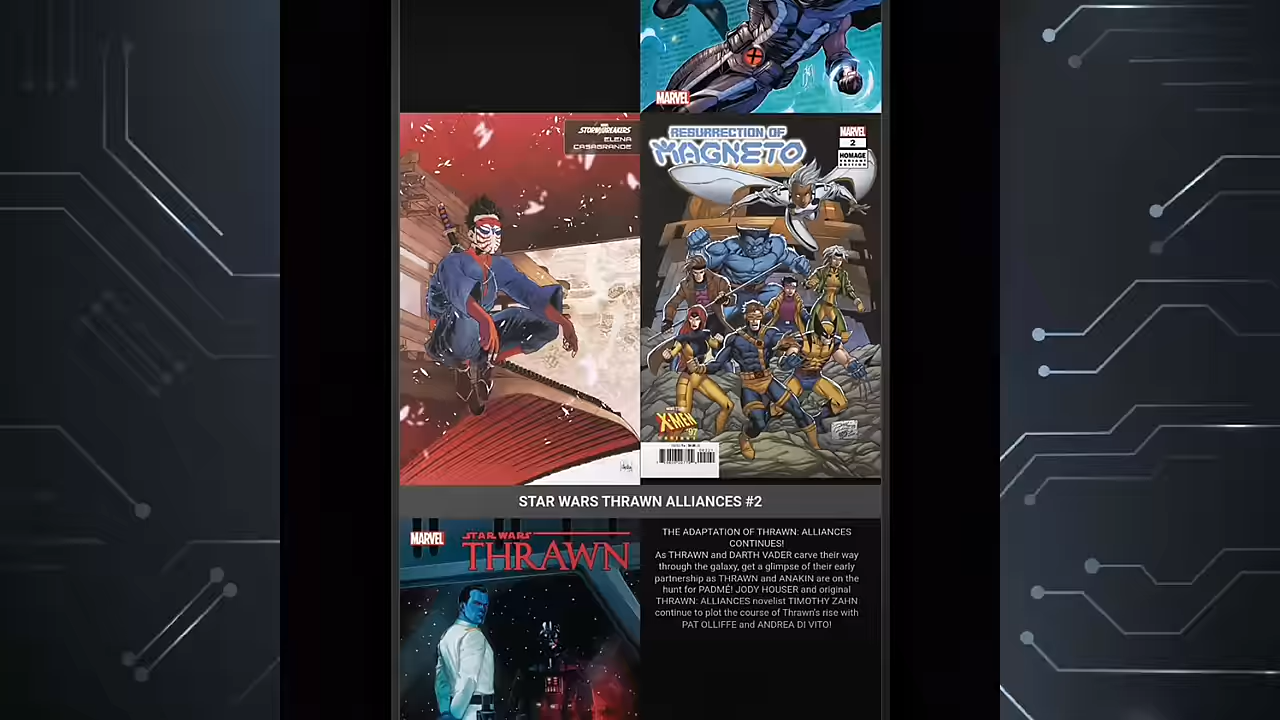 MARVEL
STORMBREAKERS
ELENA
CASAGRANDE
RESURRECTION OF
MAGNETO
MARVEL
2
HOMAGE
VARIANT
EDITION
X-MEN
'97
VARIANT
STAR WARS THRAWN ALLIANCES #2
MARVEL
STAR WARS
THRAWN
THE ADAPTATION OF THRAWN: ALLIANCES
CONTINUES!
As THRAWN and DARTH VADER carve their way
through the galaxy, get a glimpse of their early
partnership as THRAWN and ANAKIN are on the
hunt for PADMÉ! JODY HOUSER and original
THRAWN: ALLIANCES novelist TIMOTHY ZAHN
continue to plot the course of Thrawn's rise with
PAT OLLIFFE and ANDREA DI VITO!